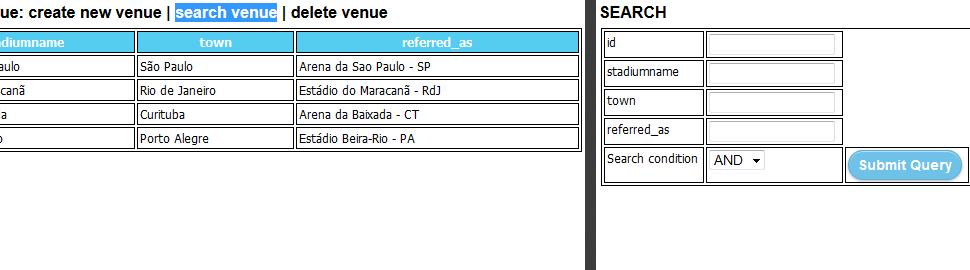 ue: create new venue | search venue | delete venue
adiumname town referred_as
aulo São Paulo Arena da Sao Paulo - SP
canã Rio de Janeiro Estádio do Maracanã - RdJ
a Curituba Arena da Baixada - CT
o Porto Alegre Estádio Beira-Rio - PA
SEARCH
id
stadiumname
town
referred_as
Search condition AND Submit Query